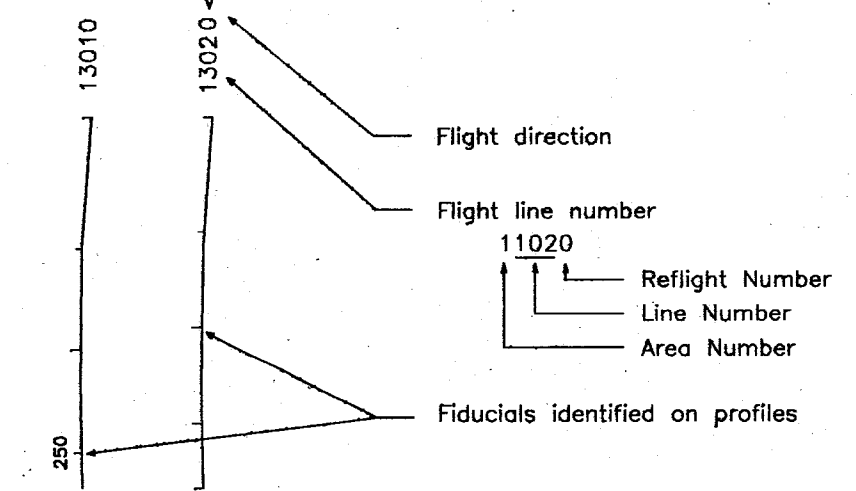 13010
13020
Flight direction
Flight line number
11020
Reflight Number
Line Number
Area Number
Fiducials identified on profiles
250